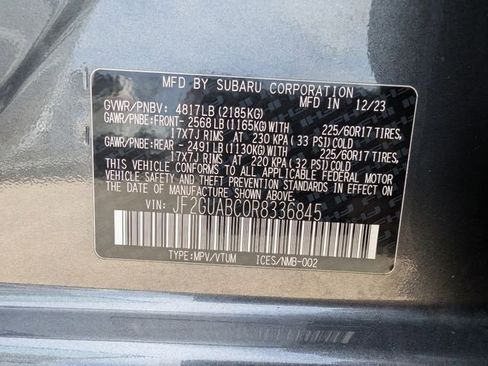 MFD BY SUBARU CORPORATION MFD IN 12/23
GVWR/PNBV: 4817LB (2185KG)
GAWR/PNBE:FRONT- 2568LB(1165KG)WITH 225/60R17 TIRES,
17X7J RIMS AT 230 KPA( 33 PSI)COLD
GAWR/PNBE:REAR - 2491LB(1130KG)WITH 225/60R17 TIRES,
17X7J RIMS AT 220 KPA( 32 PSI)COLD
THIS VEHICLE CONFORMS TO ALL APPLICABLE FEDERAL MOTOR
VEHICLE SAFETY STANDARDS IN EFFECT ON THE DATE OF
MANUFACTURE SHOWN ABOVE.
VIN: JF2GUABC0R8336845
TYPE:MPV/VTUM ICES/NMB-002